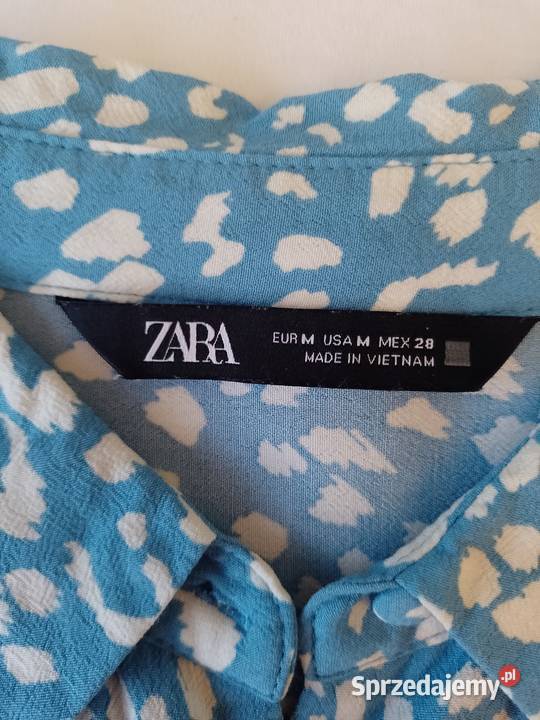 ZARA
EUR M USA M MEX 28
MADE IN VIETNAM
Sprzedajemy.pl